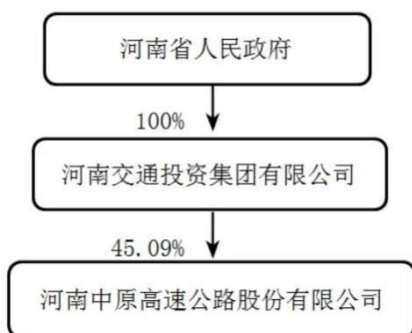 河南省人民政府
100%
河南交通投资集团有限公司
45.09%
河南中原高速公路股份有限公司